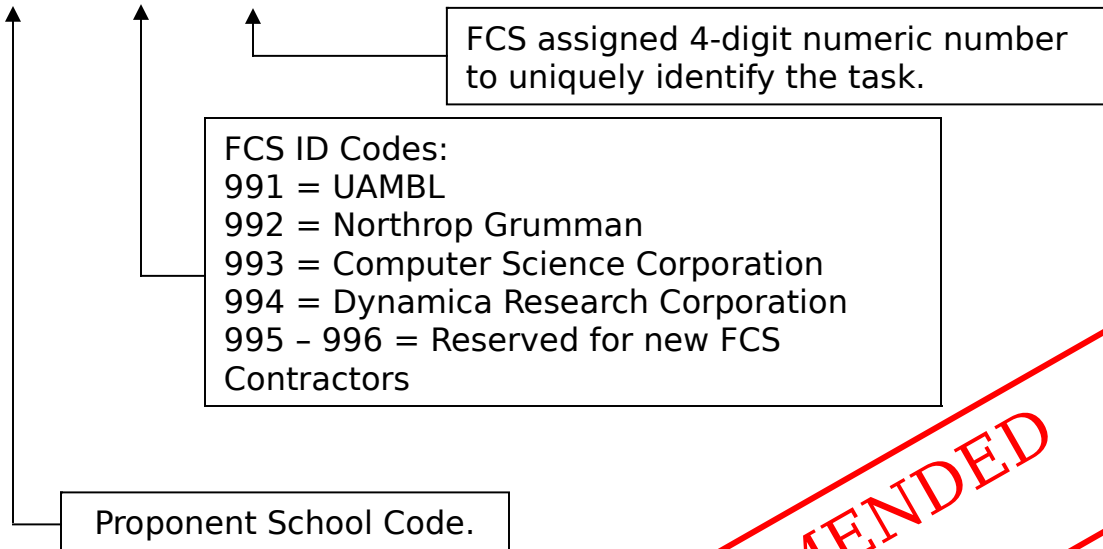 FCS assigned 4-digit numeric number
to uniquely identify the task.
FCS ID Codes:
991 = UAMBL
992 = Northrop Grumman
993 = Computer Science Corporation
994 = Dynamica Research Corporation
995 – 996 = Reserved for new FCS
Contractors
Proponent School Code.